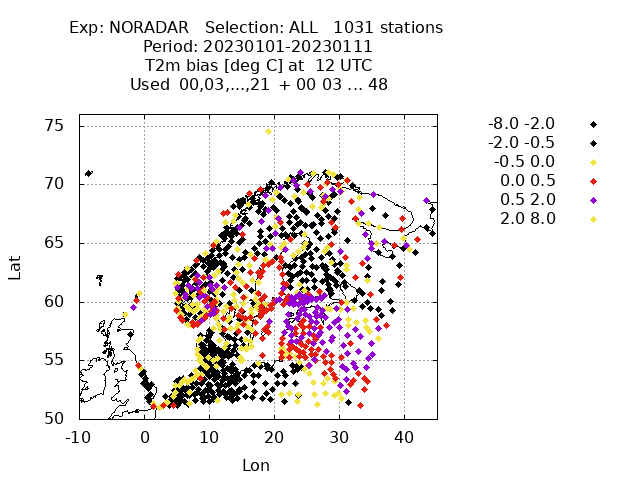 Exp: NORADAR   Selection: ALL   1031 stations
Period: 20230101-20230111
T2m bias [deg C] at  12 UTC
Used  00,03,...,21  + 00 03 ... 48
-8.0 -2.0
-2.0 -0.5
-0.5 0.0
0.0 0.5
0.5 2.0
2.0 8.0
75
70
65
60
55
50
Lat
-10 0 10 20 30 40
Lon